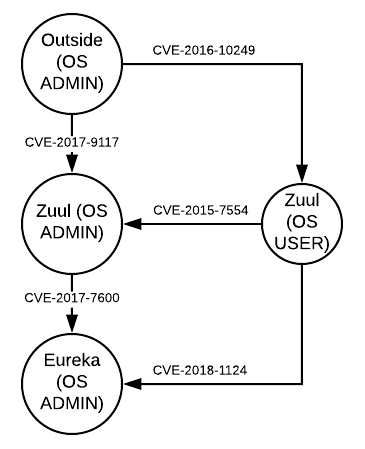 Outside
(OS
ADMIN)
CVE-2016-10249
CVE-2017-9117
Zuul (OS
ADMIN)
CVE-2015-7554
Zuul
(OS
USER)
CVE-2017-7600
Eureka
(OS
ADMIN)
CVE-2018-1124